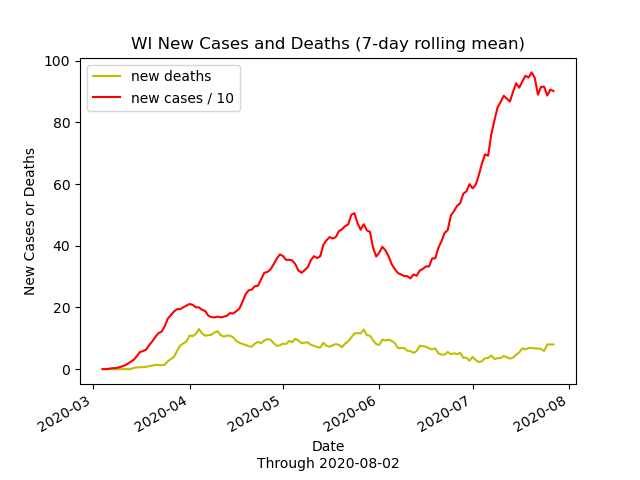 WI New Cases and Deaths (7-day rolling mean)
new deaths
new cases / 10
100
80
60
40
20
0
New Cases or Deaths
2020-03
2020-04
2020-05
2020-06
2020-07
2020-08
Date
Through 2020-08-02